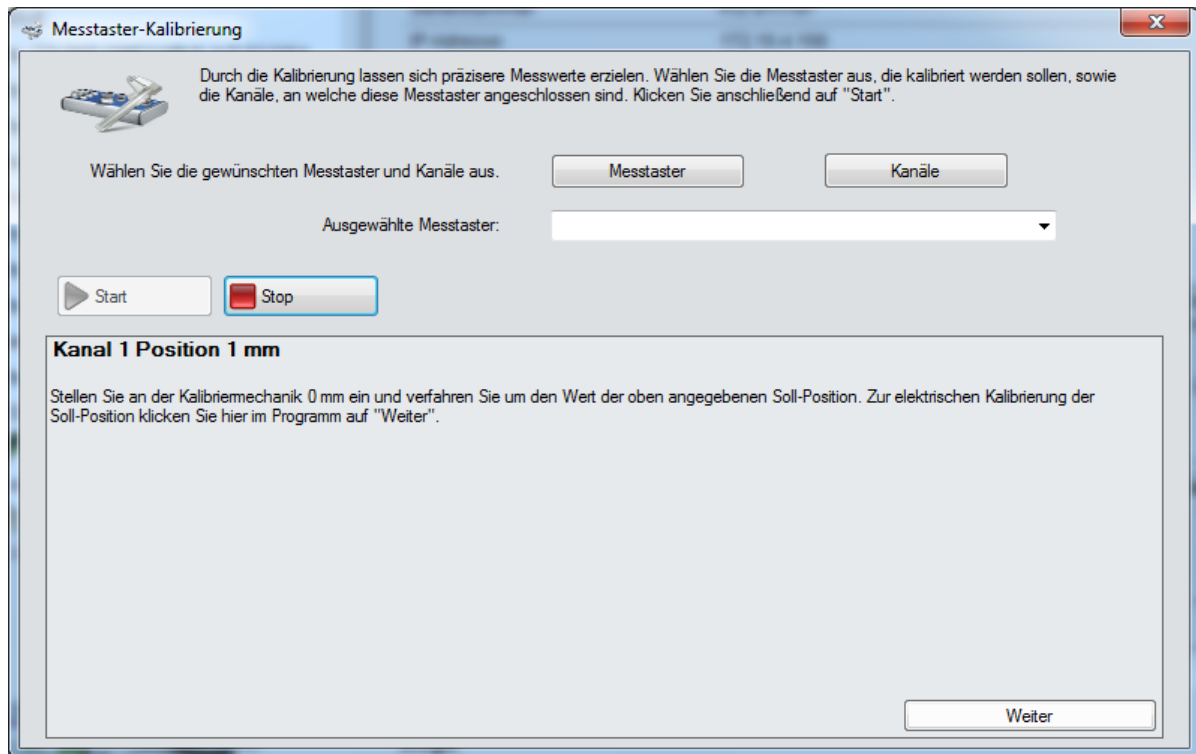 Messtaster-Kalibrierung
Durch die Kalibrierung lassen sich präzisere Messwerte erzielen. Wählen Sie die Messtaster aus, die kalibriert werden sollen, sowie
die Kanäle, an welche diese Messtaster angeschlossen sind. Klicken Sie anschließend auf "Start".
Wählen Sie die gewünschten Messtaster und Kanäle aus.
Messtaster
Kanäle
Ausgewählte Messtaster:
Start
Stop
Kanal 1 Position 1 mm
Stellen Sie an der Kalibriermechanik 0 mm ein und verfahren Sie um den Wert der oben angegebenen Soll-Position. Zur elektrischen Kalibrierung der
Soll-Position klicken Sie hier im Programm auf "Weiter".
Weiter